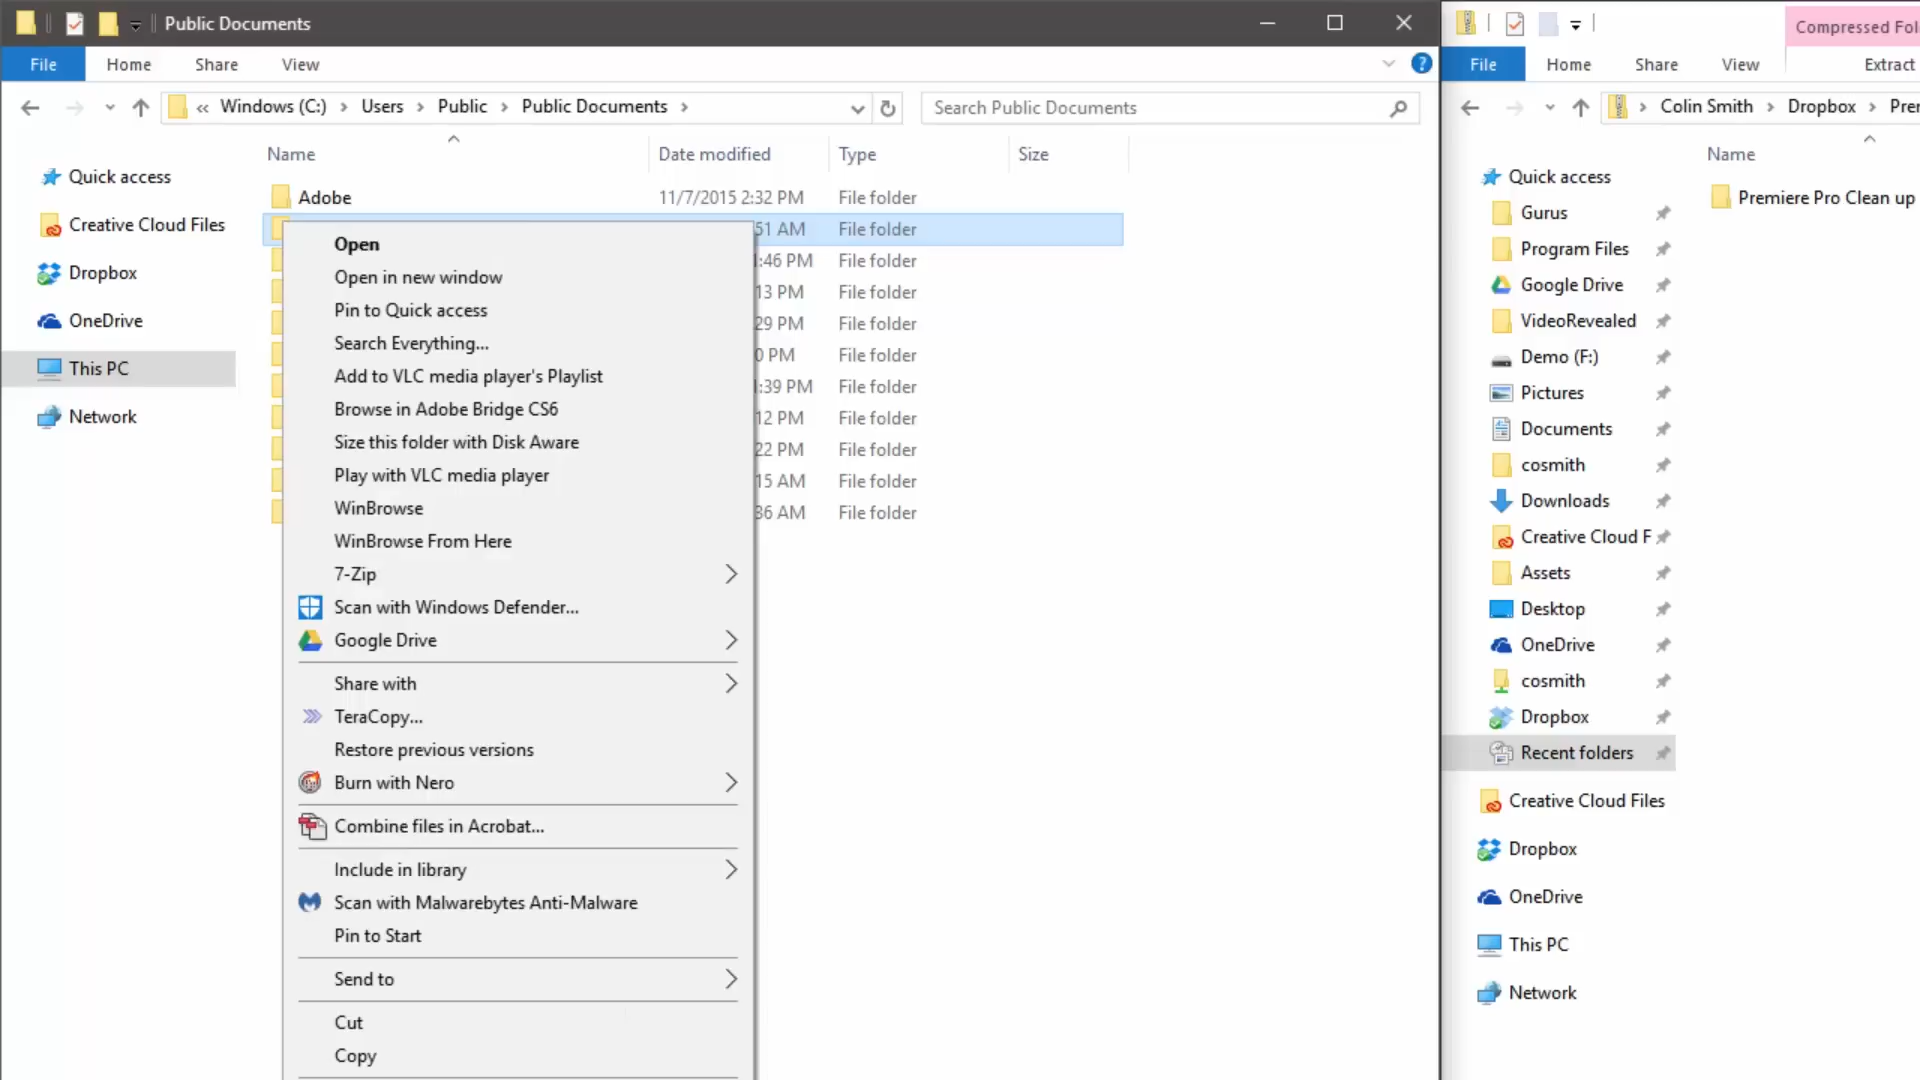 Public Documents
File Home Share View
« Windows (C:) › Users › Public › Public Documents ›
Search Public Documents
Name Date modified Type Size
Quick access
Creative Cloud Files
Dropbox
OneDrive
This PC
Network
Adobe 11/7/2015 2:32 PM File folder
51 AM File folder
:46 PM File folder
13 PM File folder
29 PM File folder
0 PM File folder
:39 PM File folder
12 PM File folder
22 PM File folder
15 AM File folder
36 AM File folder
Open
Open in new window
Pin to Quick access
Search Everything...
Add to VLC media player's Playlist
Browse in Adobe Bridge CS6
Size this folder with Disk Aware
Play with VLC media player
WinBrowse
WinBrowse From Here
7-Zip
Scan with Windows Defender...
Google Drive
Share with
TeraCopy...
Restore previous versions
Burn with Nero
Combine files in Acrobat...
Include in library
Scan with Malwarebytes Anti-Malware
Pin to Start
Send to
Cut
Copy
Compressed Fol
File Home Share View Extract
› Colin Smith › Dropbox › Prer
Name
Premiere Pro Clean up
Quick access
Gurus
Program Files
Google Drive
VideoRevealed
Demo (F:)
Pictures
Documents
cosmith
Downloads
Creative Cloud F
Assets
Desktop
OneDrive
cosmith
Dropbox
Recent folders
Creative Cloud Files
Dropbox
OneDrive
This PC
Network